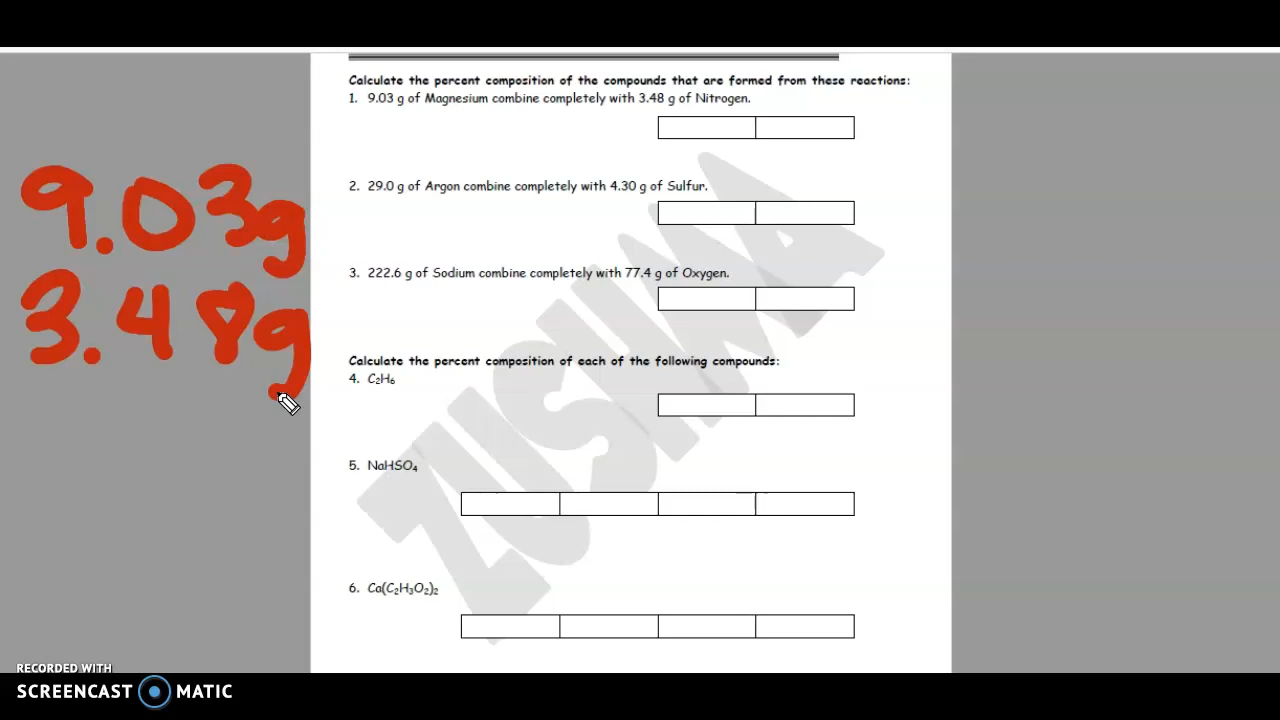 Calculate the percent composition of the compounds that are formed from these reactions:
1. 9.03 g of Magnesium combine completely with 3.48 g of Nitrogen.
2. 29.0 g of Argon combine completely with 4.30 g of Sulfur.
3. 222.6 g of Sodium combine completely with 77.4 g of Oxygen.
Calculate the percent composition of each of the following compounds:
4. C₂H₆
5. NaHSO₄
6. Ca(C₂H₃O₂)₂
9.03g
3.48g
ZUSHMA
RECORDED WITH
SCREENCAST MATIC